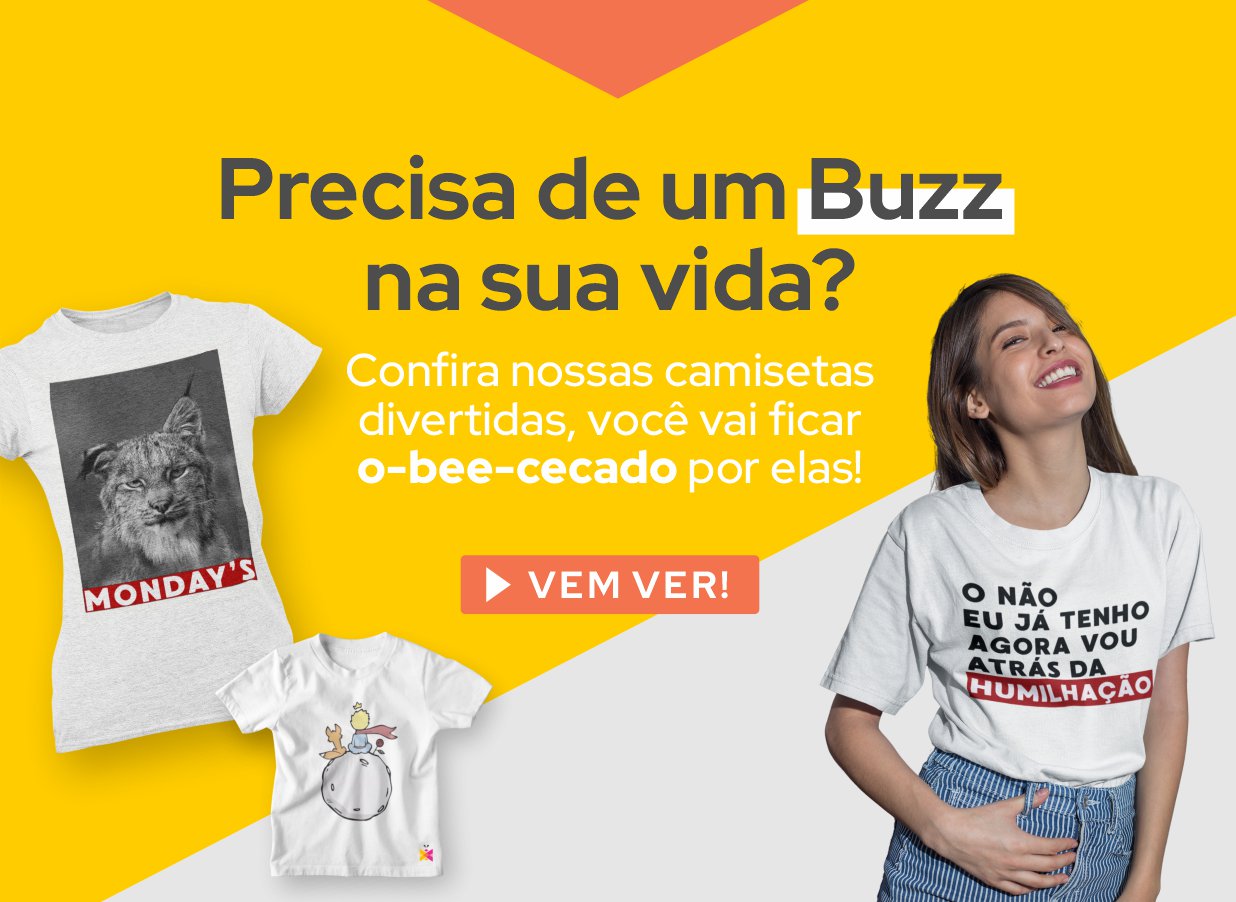 Precisa de um Buzz
na sua vida?
Confira nossas camisetas
divertidas, você vai ficar
o-bee-cecado por elas!
VEM VER!
MONDAY'S
O NÃO
EU JÁ TENHO
AGORA VOU
ATRÁS DA
HUMILHAÇÃO